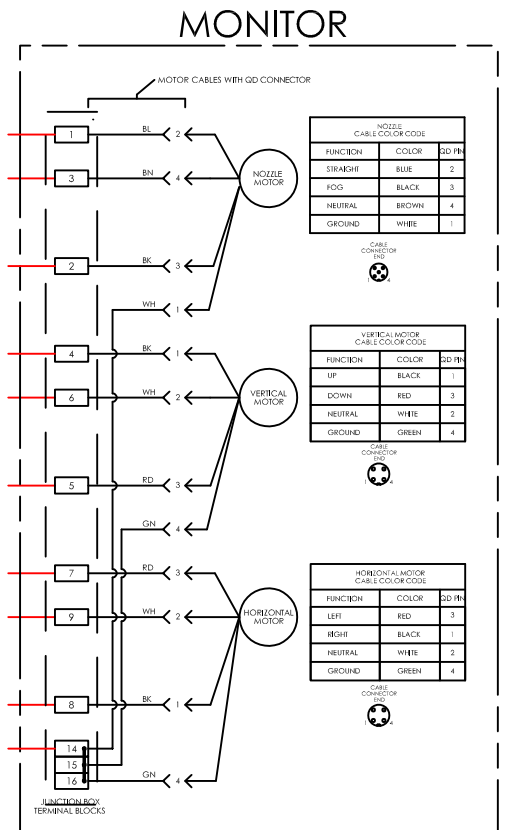 MONITOR
MOTOR CABLES WITH QD CONNECTOR
1 BL 2
3 BN 4
NOZZLE
MOTOR
2 BK 3
WH 1
4 BK 1
6 WH 2
VERTICAL
MOTOR
5 RD 3
GN 4
7 RD 3
9 WH 2
HORIZONTAL
MOTOR
8 BK 1
14
15
16 GN 4
JUNCTION BOX
TERMINAL BLOCKS
NOZZLE
CABLE COLOR CODE
FUNCTION COLOR QD PIN
STRAIGHT BLUE 2
FOG BLACK 3
NEUTRAL BROWN 4
GROUND WHITE 1
CABLE
CONNECTOR
END
1 4
VERTICAL MOTOR
CABLE COLOR CODE
FUNCTION COLOR QD PIN
UP BLACK 1
DOWN RED 3
NEUTRAL WHITE 2
GROUND GREEN 4
CABLE
CONNECTOR
END
1 4
HORIZONTAL MOTOR
CABLE COLOR CODE
FUNCTION COLOR QD PIN
LEFT RED 3
RIGHT BLACK 1
NEUTRAL WHITE 2
GROUND GREEN 4
CABLE
CONNECTOR
END
1 4